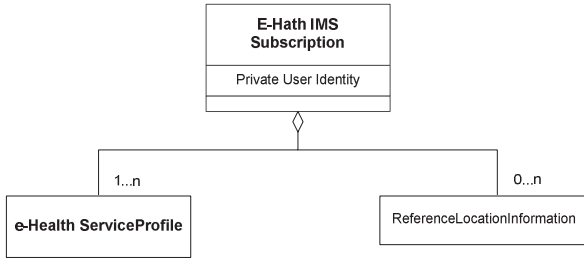 E-Hath IMS
Subscription
Private User Identity
1...n
0...n
e-Health ServiceProfile
ReferenceLocationInformation